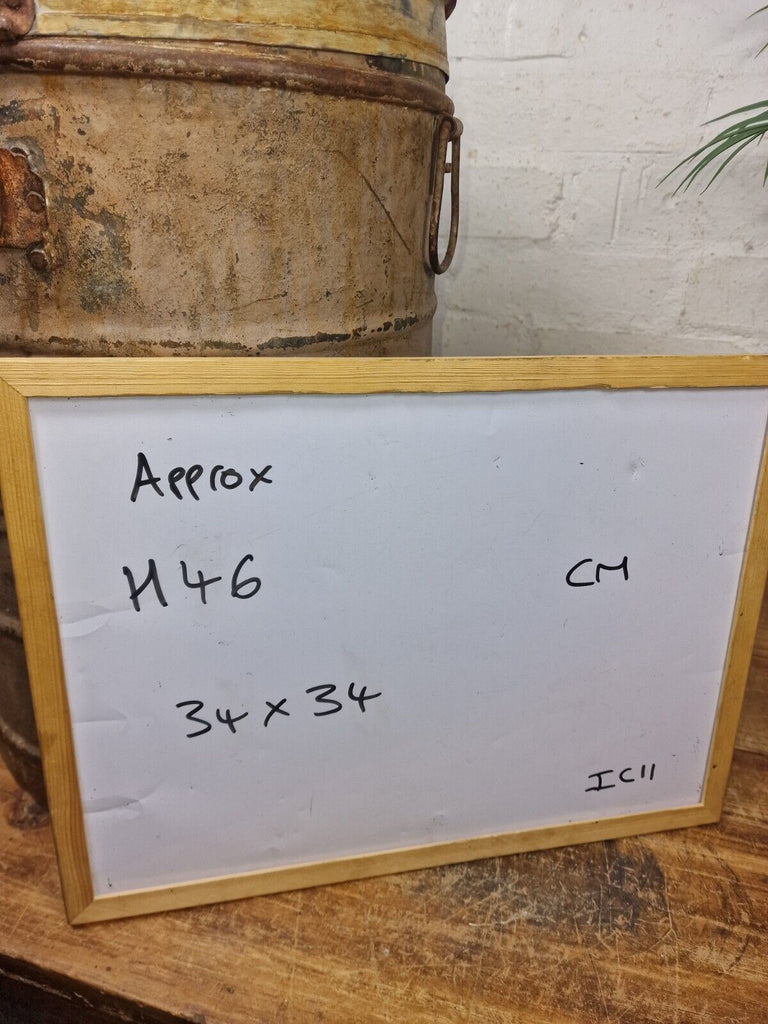 Approx
H46
CM
34 x 34
IC11